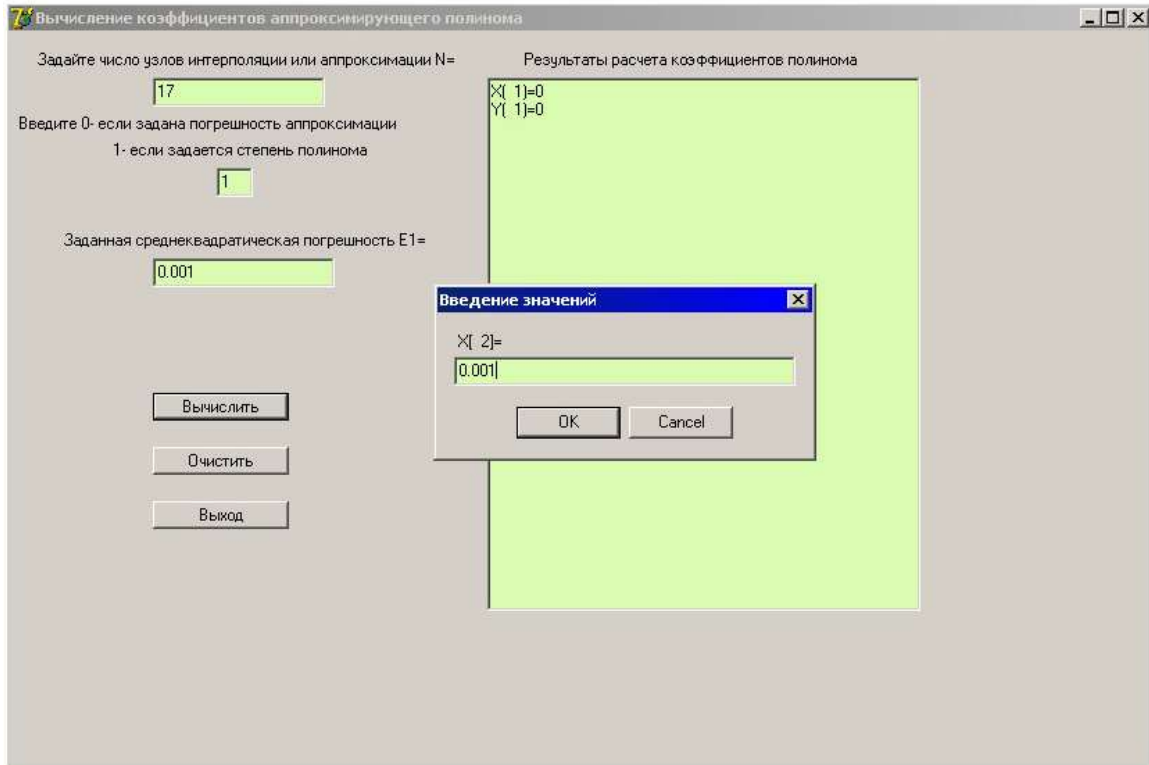 Вычисление коэффициентов аппроксимирующего полинома
Задайте число узлов интерполяции или аппроксимации N=
17
Введите 0- если задана погрешность аппроксимации
1- если задается степень полинома
1
Заданная среднеквадратическая погрешность E1=
0.001
Вычислить
Очистить
Выход
Результаты расчета коэффициентов полинома
X( 1)=0
Y( 1)=0
Введение значений
X[ 2]=
0.001
OK
Cancel